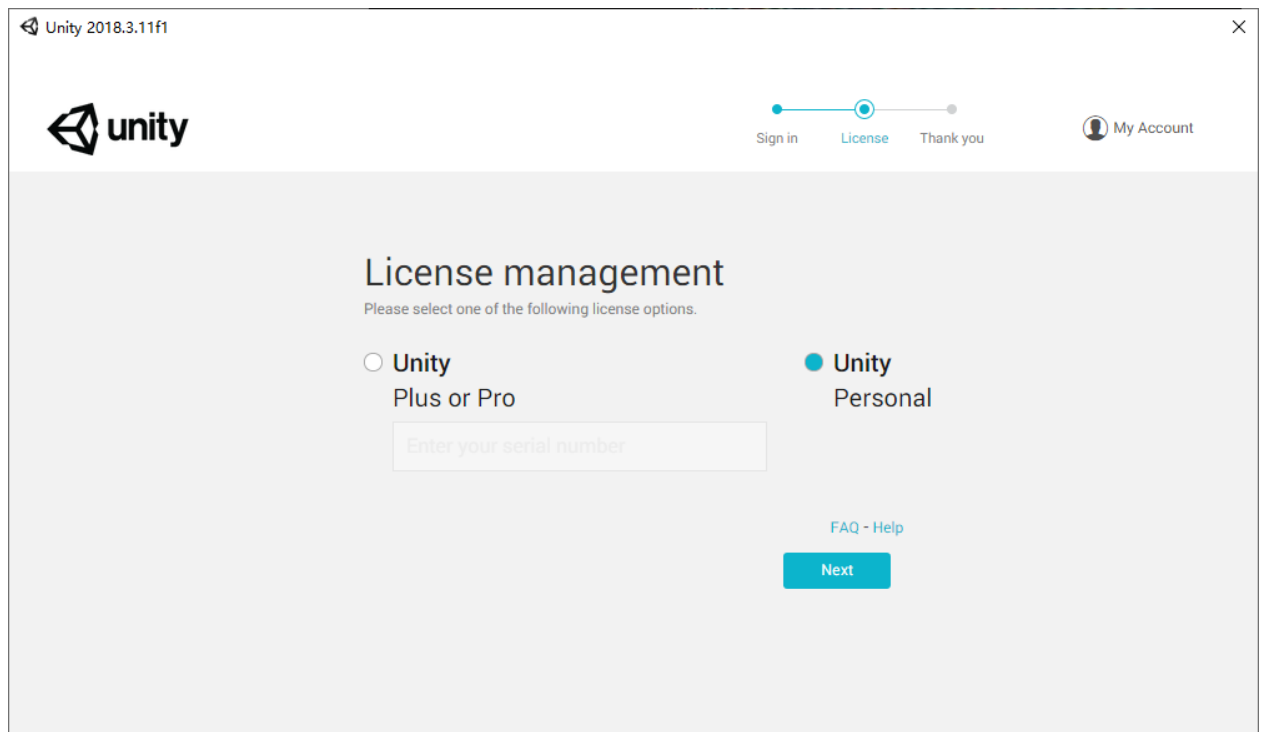 Unity 2018.3.11f1
unity
Sign in License Thank you
My Account
License management
Please select one of the following license options.
Unity
Plus or Pro
Enter your serial number
Unity
Personal
FAQ - Help
Next